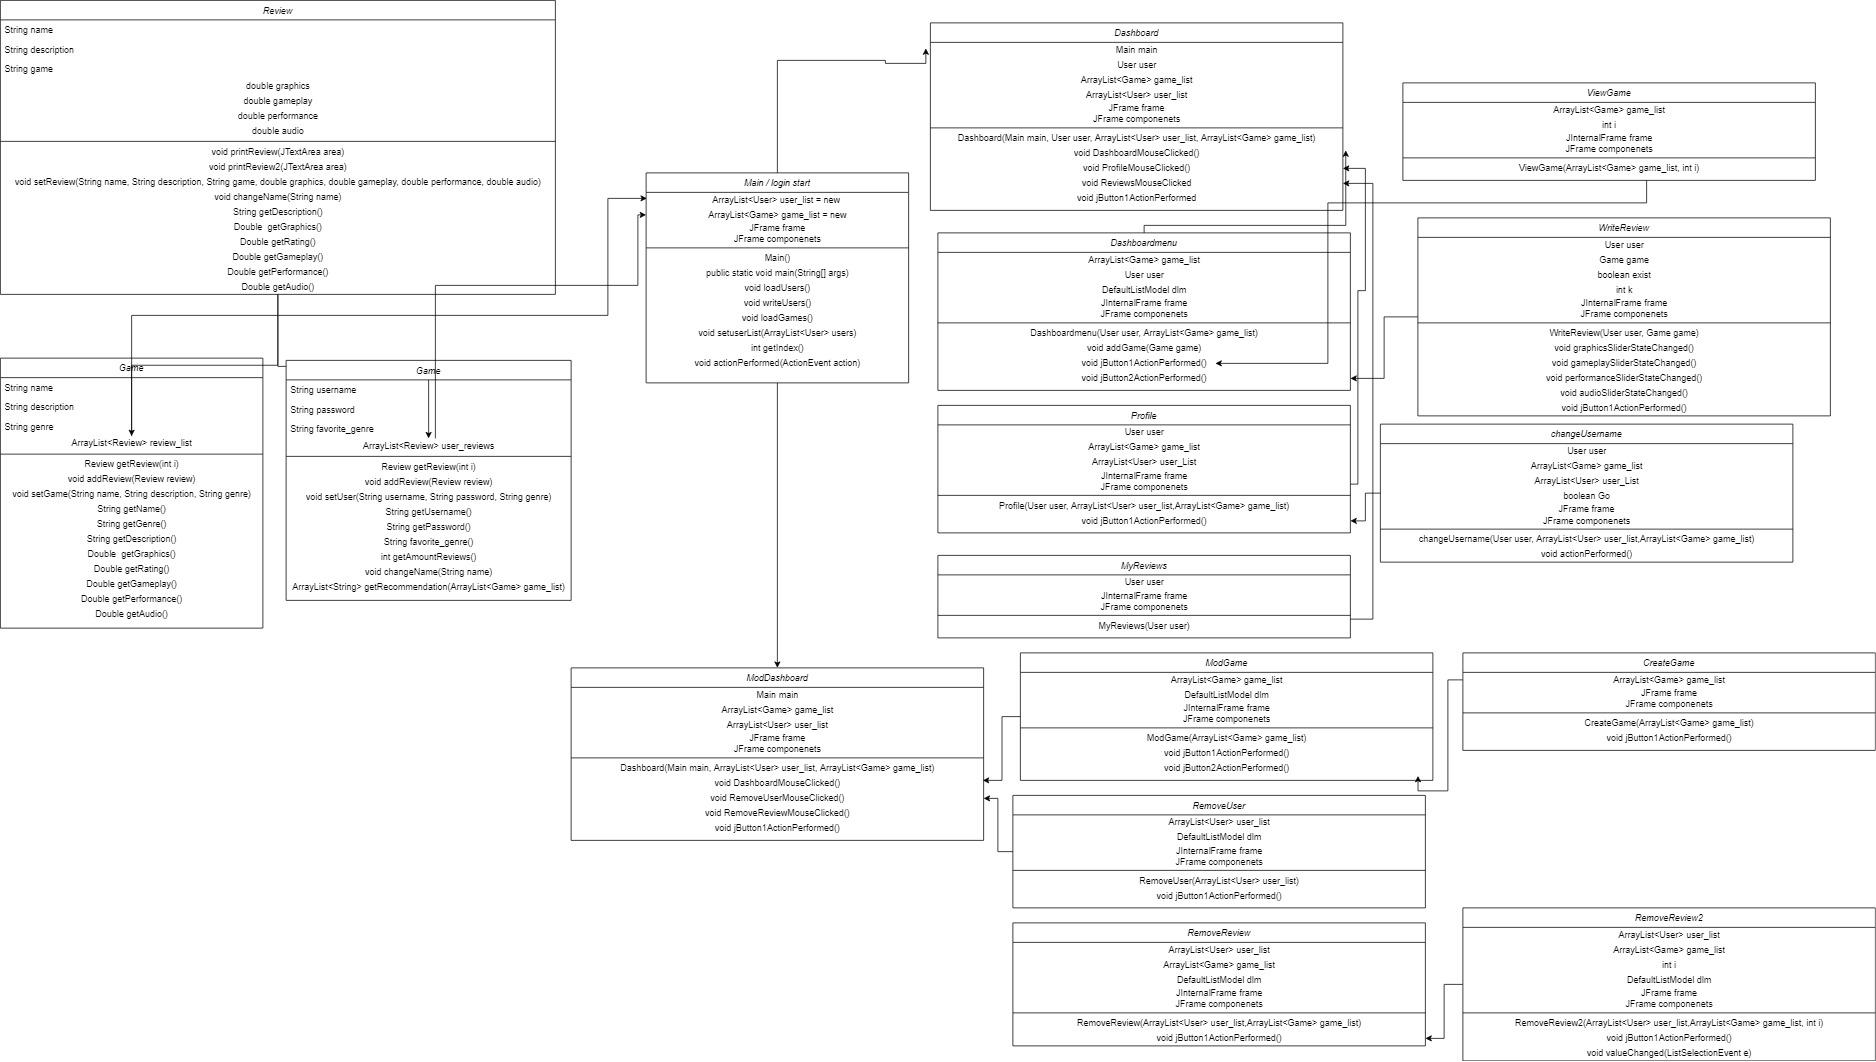 Review
String name
String description
String game
double graphics
double gameplay
double performance
double audio
void printReview(JTextArea area)
void printReview2(JTextArea area)
void setReview(String name, String description, String game, double graphics, double gameplay, double performance, double audio)
void changeName(String name)
String getDescription()
Double  getGraphics()
Double getRating()
Double getGameplay()
Double getPerformance()
Double getAudio()
Game
String name
String description
String genre
ArrayList<Review> review_list
Review getReview(int i)
void addReview(Review review)
void setGame(String name, String description, String genre)
String getName()
String getGenre()
String getDescription()
Double  getGraphics()
Double getRating()
Double getGameplay()
Double getPerformance()
Double getAudio()
Game
String username
String password
String favorite_genre
ArrayList<Review> user_reviews
Review getReview(int i)
void addReview(Review review)
void setUser(String username, String password, String genre)
String getUsername()
String getPassword()
String favorite_genre()
int getAmountReviews()
void changeName(String name)
ArrayList<String> getRecommendation(ArrayList<Game> game_list)
Main / login start
ArrayList<User> user_list = new
ArrayList<Game> game_list = new
JFrame frame
JFrame componenets
Main()
public static void main(String[] args)
void loadUsers()
void writeUsers()
void loadGames()
void setuserList(ArrayList<User> users)
int getIndex()
void actionPerformed(ActionEvent action)
Dashboard
Main main
User user
ArrayList<Game> game_list
ArrayList<User> user_list
JFrame frame
JFrame componenets
Dashboard(Main main, User user, ArrayList<User> user_list, ArrayList<Game> game_list)
void DashboardMouseClicked()
void ProfileMouseClicked()
void ReviewsMouseClicked
void jButton1ActionPerformed
Dashboardmenu
ArrayList<Game> game_list
User user
DefaultListModel dlm
JInternalFrame frame
JFrame componenets
Dashboardmenu(User user, ArrayList<Game> game_list)
void addGame(Game game)
void jButton1ActionPerformed()
void jButton2ActionPerformed()
Profile
User user
ArrayList<Game> game_list
ArrayList<User> user_List
JInternalFrame frame
JFrame componenets
Profile(User user, ArrayList<User> user_list,ArrayList<Game> game_list)
void jButton1ActionPerformed()
MyReviews
User user
JInternalFrame frame
JFrame componenets
MyReviews(User user)
ViewGame
ArrayList<Game> game_list
int i
JInternalFrame frame
JFrame componenets
ViewGame(ArrayList<Game> game_list, int i)
WriteReview
User user
Game game
boolean exist
int k
JInternalFrame frame
JFrame componenets
WriteReview(User user, Game game)
void graphicsSliderStateChanged()
void gameplaySliderStateChanged()
void performanceSliderStateChanged()
void audioSliderStateChanged()
void jButton1ActionPerformed()
changeUsername
User user
ArrayList<Game> game_list
ArrayList<User> user_List
boolean Go
JFrame frame
JFrame componenets
changeUsername(User user, ArrayList<User> user_list,ArrayList<Game> game_list)
void actionPerformed()
ModDashboard
Main main
ArrayList<Game> game_list
ArrayList<User> user_list
JFrame frame
JFrame componenets
Dashboard(Main main, ArrayList<User> user_list, ArrayList<Game> game_list)
void DashboardMouseClicked()
void RemoveUserMouseClicked()
void RemoveReviewMouseClicked()
void jButton1ActionPerformed()
ModGame
ArrayList<Game> game_list
DefaultListModel dlm
JInternalFrame frame
JFrame componenets
ModGame(ArrayList<Game> game_list)
void jButton1ActionPerformed()
void jButton2ActionPerformed()
CreateGame
ArrayList<Game> game_list
JFrame frame
JFrame componenets
CreateGame(ArrayList<Game> game_list)
void jButton1ActionPerformed()
RemoveUser
ArrayList<User> user_list
DefaultListModel dlm
JInternalFrame frame
JFrame componenets
RemoveUser(ArrayList<User> user_list)
void jButton1ActionPerformed()
RemoveReview
ArrayList<User> user_list
ArrayList<Game> game_list
DefaultListModel dlm
JInternalFrame frame
JFrame componenets
RemoveReview(ArrayList<User> user_list,ArrayList<Game> game_list)
void jButton1ActionPerformed()
RemoveReview2
ArrayList<User> user_list
ArrayList<Game> game_list
int i
DefaultListModel dlm
JFrame frame
JFrame componenets
RemoveReview2(ArrayList<User> user_list,ArrayList<Game> game_list, int i)
void jButton1ActionPerformed()
void valueChanged(ListSelectionEvent e)